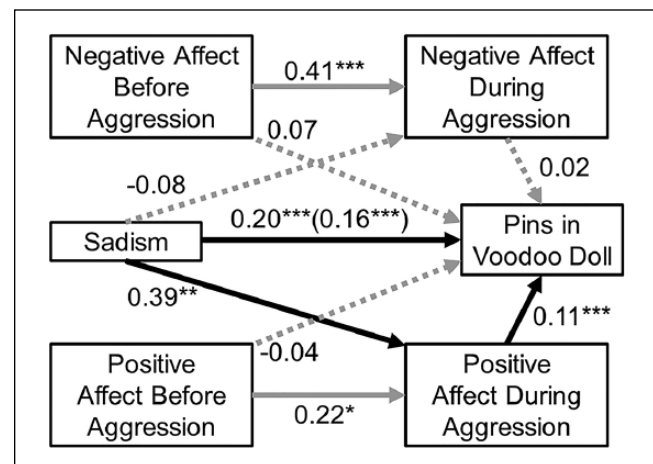 Negative Affect
Before
Aggression
0.41***
Negative Affect
During
Aggression
0.07
0.02
-0.08
Sadism
0.20***(0.16***)
Pins in
Voodoo Doll
0.39**
-0.04
0.11***
Positive
Affect Before
Aggression
0.22*
Positive
Affect During
Aggression